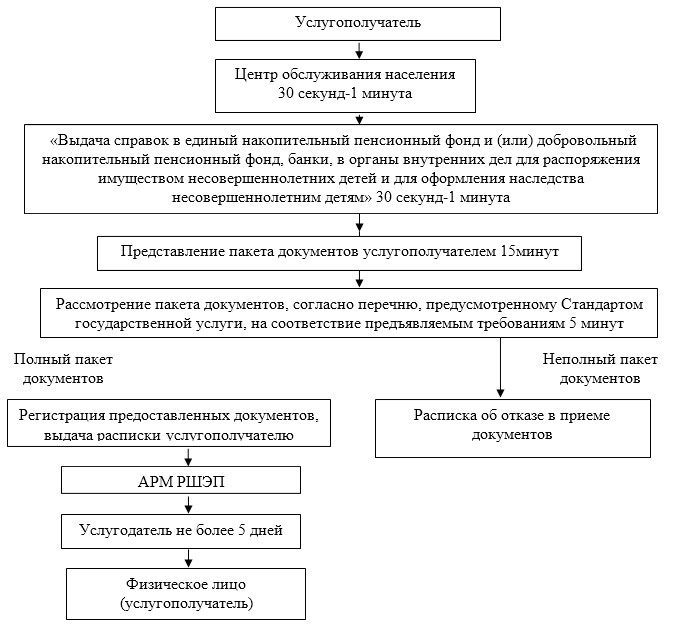 Услугополучатель
Центр обслуживания населения
30 секунд-1 минута
«Выдача справок в единый накопительный пенсионный фонд и (или) добровольный
накопительный пенсионный фонд, банки, в органы внутренних дел для распоряжения
имуществом несовершеннолетних детей и для оформления наследства
несовершеннолетним детям» 30 секунд-1 минута
Представление пакета документов услугополучателем 15минут
Рассмотрение пакета документов, согласно перечню, предусмотренному Стандартом
государственной услуги, на соответствие предъявляемым требованиям 5 минут
Полный пакет
документов
Неполный пакет
документов
Регистрация предоставленных документов,
выдача расписки услугополучателю
Расписка об отказе в приеме
документов
АРМ РШЭП
Услугодатель не более 5 дней
Физическое лицо
(услугополучатель)